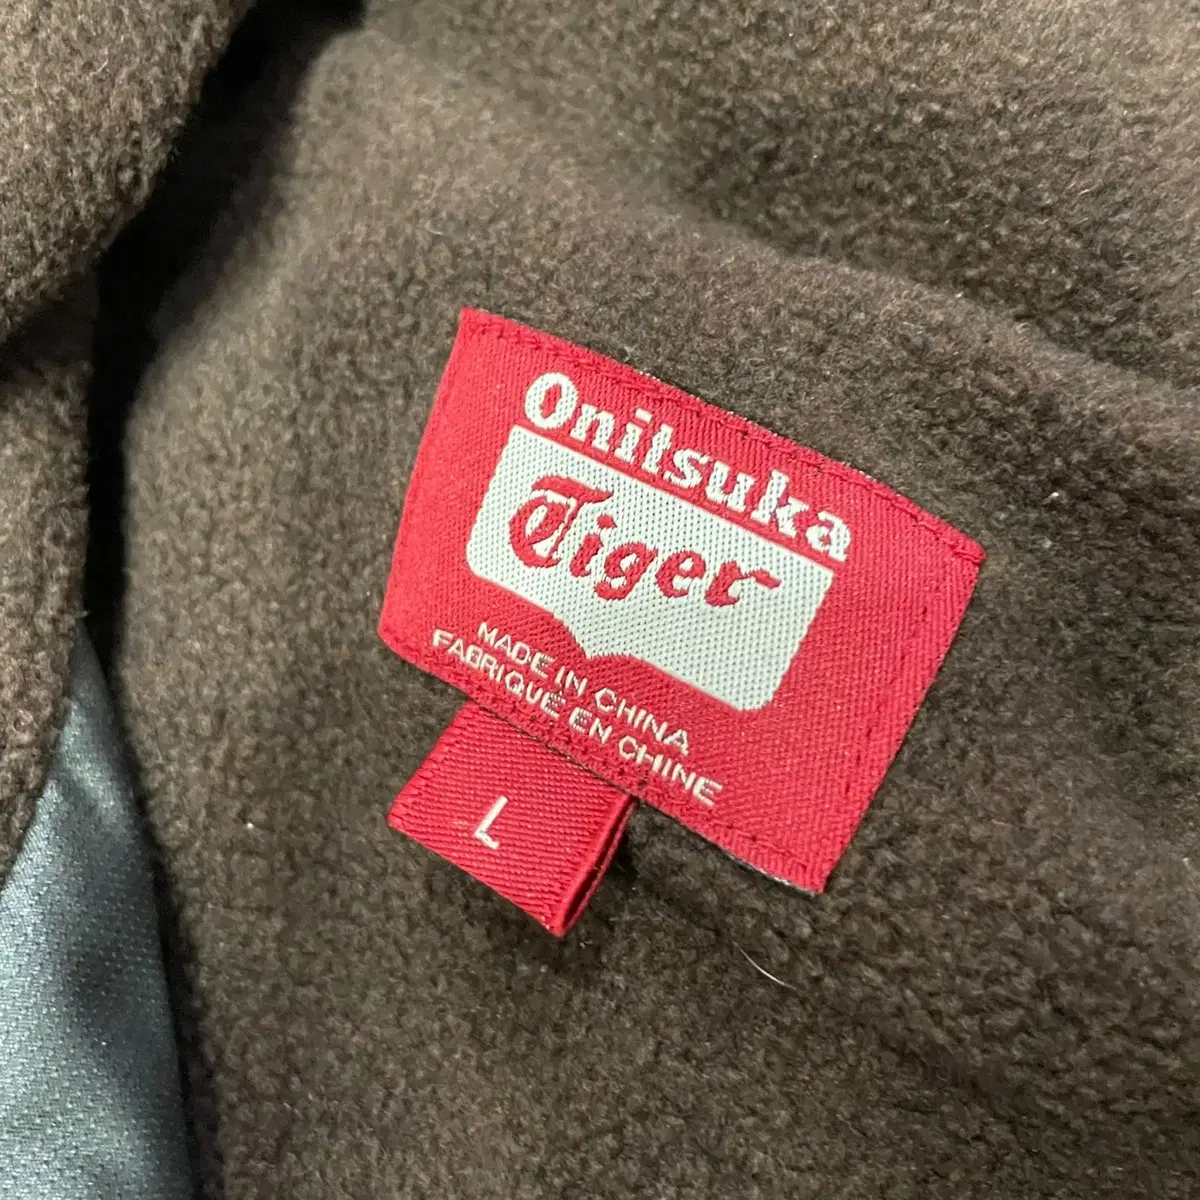 Onitsuka
Tiger
MADE IN CHINA
FABRIQUÉ EN CHINE
L